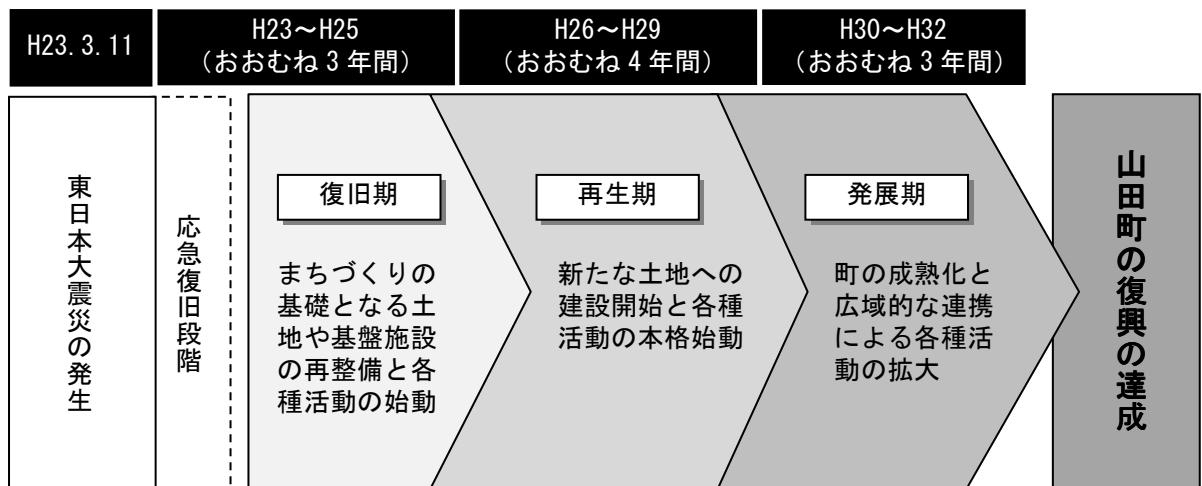 H23.3.11
H23～H25
（おおむね3年間）
H26～H29
（おおむね4年間）
H30～H32
（おおむね3年間）
東日本大震災の発生
応急復旧段階
復旧期
まちづくりの
基礎となる土
地や基盤施設
の再整備と各
種活動の始動
再生期
新たな土地への
建設開始と各種
活動の本格始動
発展期
町の成熟化と
広域的な連携
による各種活
動の拡大
山田町の復興の達成